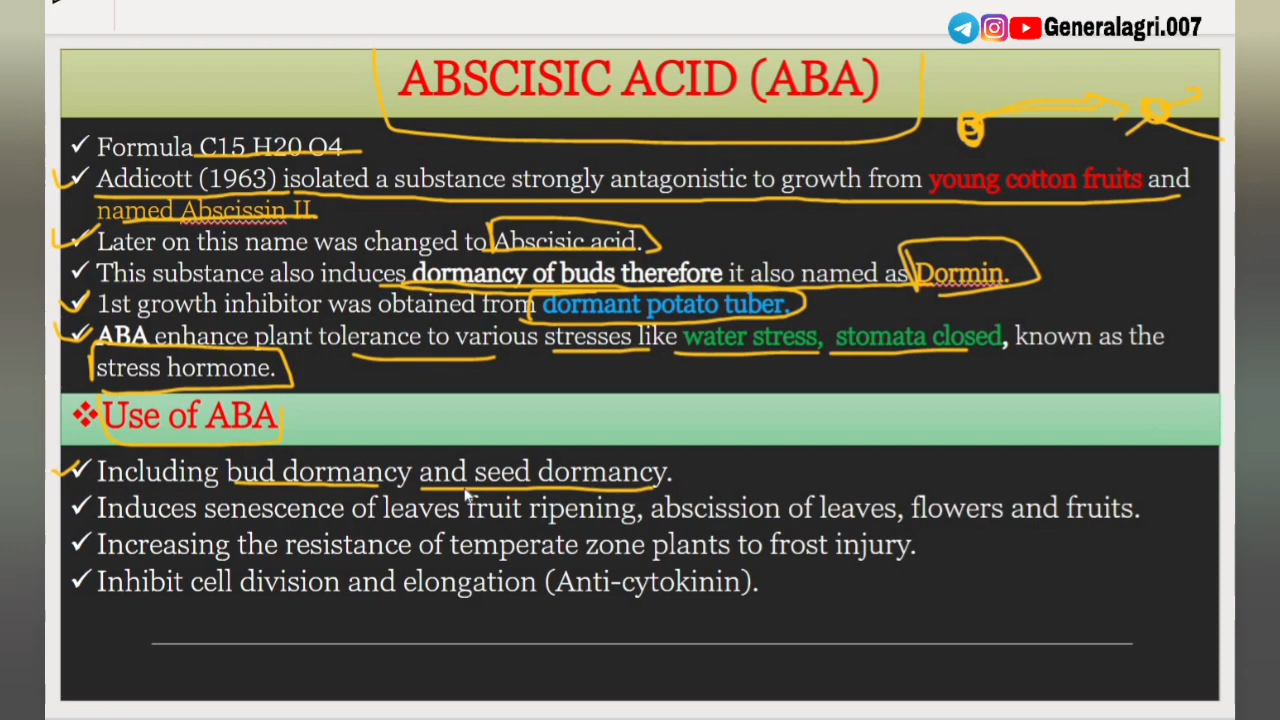 Generalagri.007
ABSCISIC ACID (ABA)
✓ Formula C15 H20 O4
✓ Addicott (1963) isolated a substance strongly antagonistic to growth from young cotton fruits and
named Abscissin II.
✓ Later on this name was changed to Abscisic acid.
✓ This substance also induces dormancy of buds therefore it also named as Dormin.
✓ 1st growth inhibitor was obtained from dormant potato tuber.
✓ ABA enhance plant tolerance to various stresses like water stress, stomata closed, known as the
stress hormone.
❖Use of ABA
✓ Including bud dormancy and seed dormancy.
✓ Induces senescence of leaves fruit ripening, abscission of leaves, flowers and fruits.
✓ Increasing the resistance of temperate zone plants to frost injury.
✓ Inhibit cell division and elongation (Anti-cytokinin).